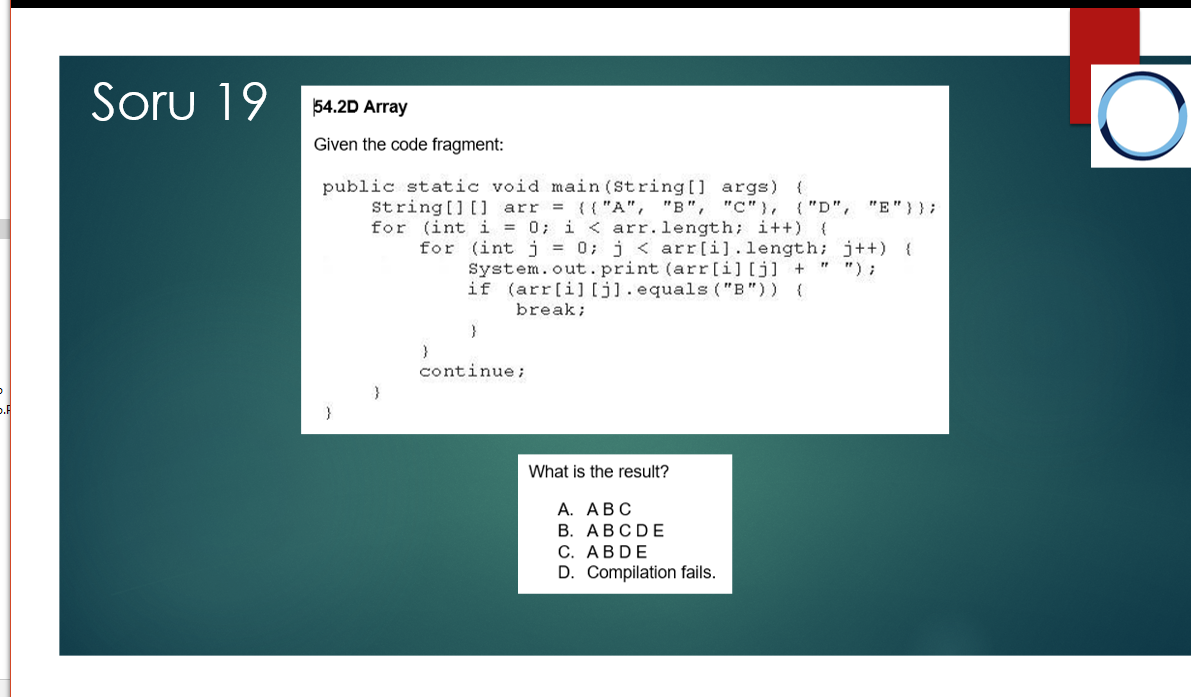 Soru 19
54.2D Array
Given the code fragment:
public static void main(String[] args) {
String[][] arr = {{"A", "B", "C"}, {"D", "E"}};
for (int i = 0; i < arr.length; i++) {
for (int j = 0; j < arr[i].length; j++) {
System.out.print(arr[i][j] + " ");
if (arr[i][j].equals("B")) {
break;
}
}
continue;
}
}
What is the result?
A. A B C
B. A B C D E
C. A B D E
D. Compilation fails.